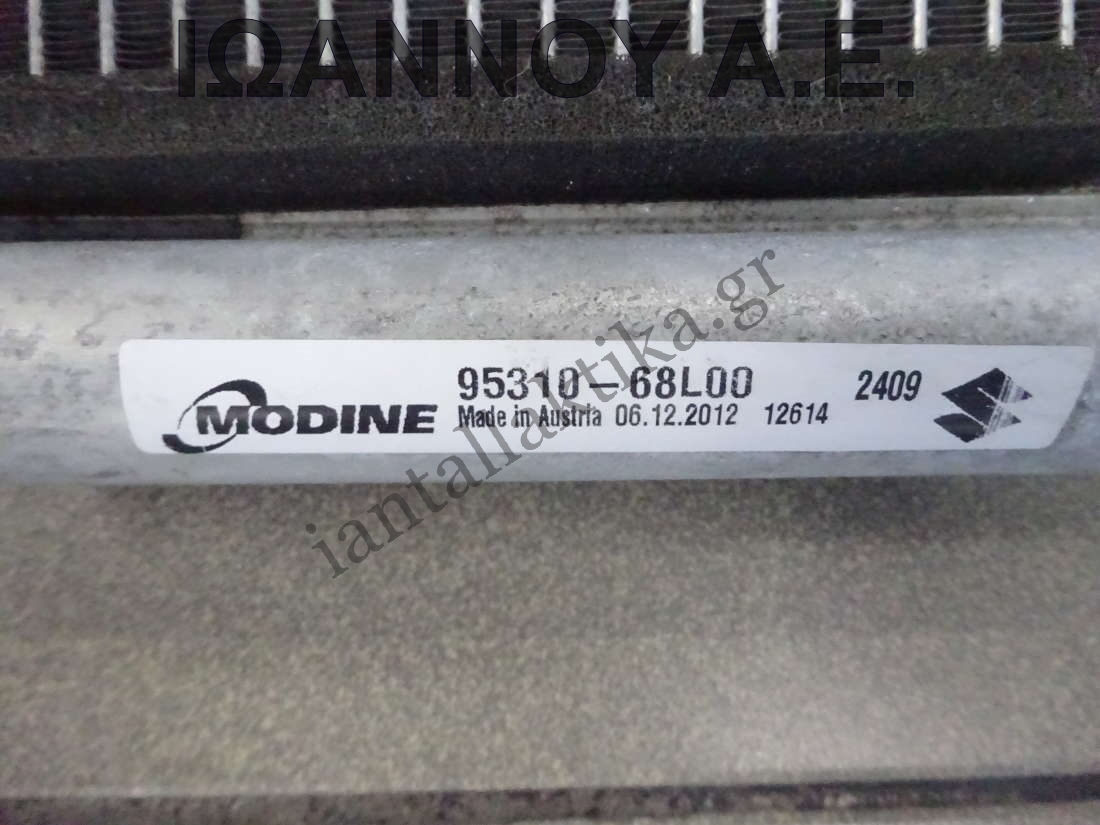 ΙΩΑΝΝΟΥ Α.Ε.
MODINE
95310-68L00 2409
Made in Austria 06.12.2012 12614
iantallaktika.gr